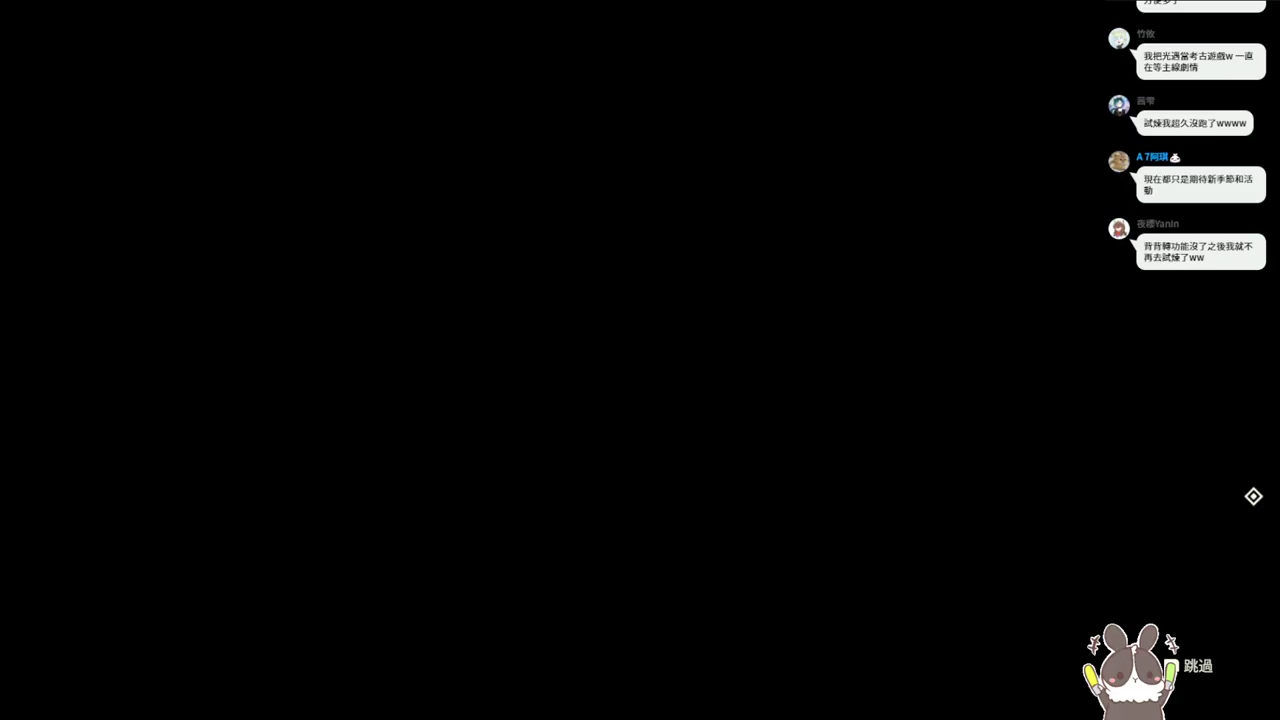 竹攸
我把光遇當考古遊戲w 一直
在等主線劇情
茜雫
試煉我超久沒跑了wwww
A 7阿琪
現在都只是期待新季節和活
動
夜櫻YanIn
背背轉功能沒了之後我就不
再去試煉了ww
跳過